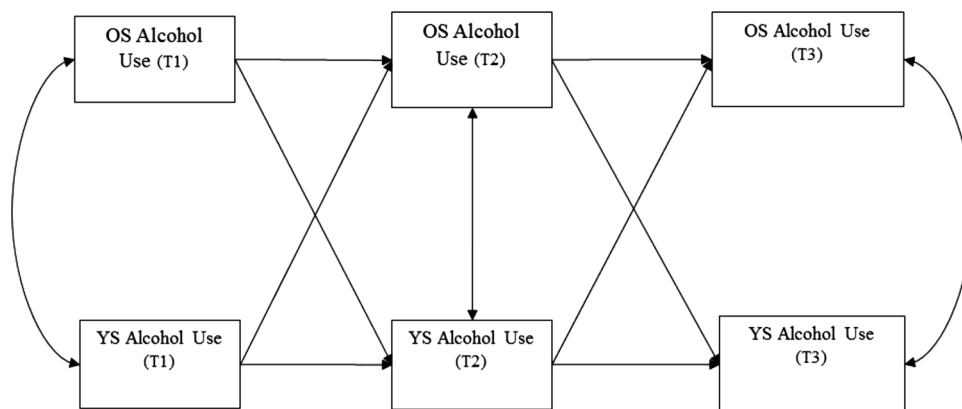 OS Alcohol
Use (T1)
OS Alcohol
Use (T2)
OS Alcohol Use
(T3)
YS Alcohol Use
(T1)
YS Alcohol Use
(T2)
YS Alcohol Use
(T3)